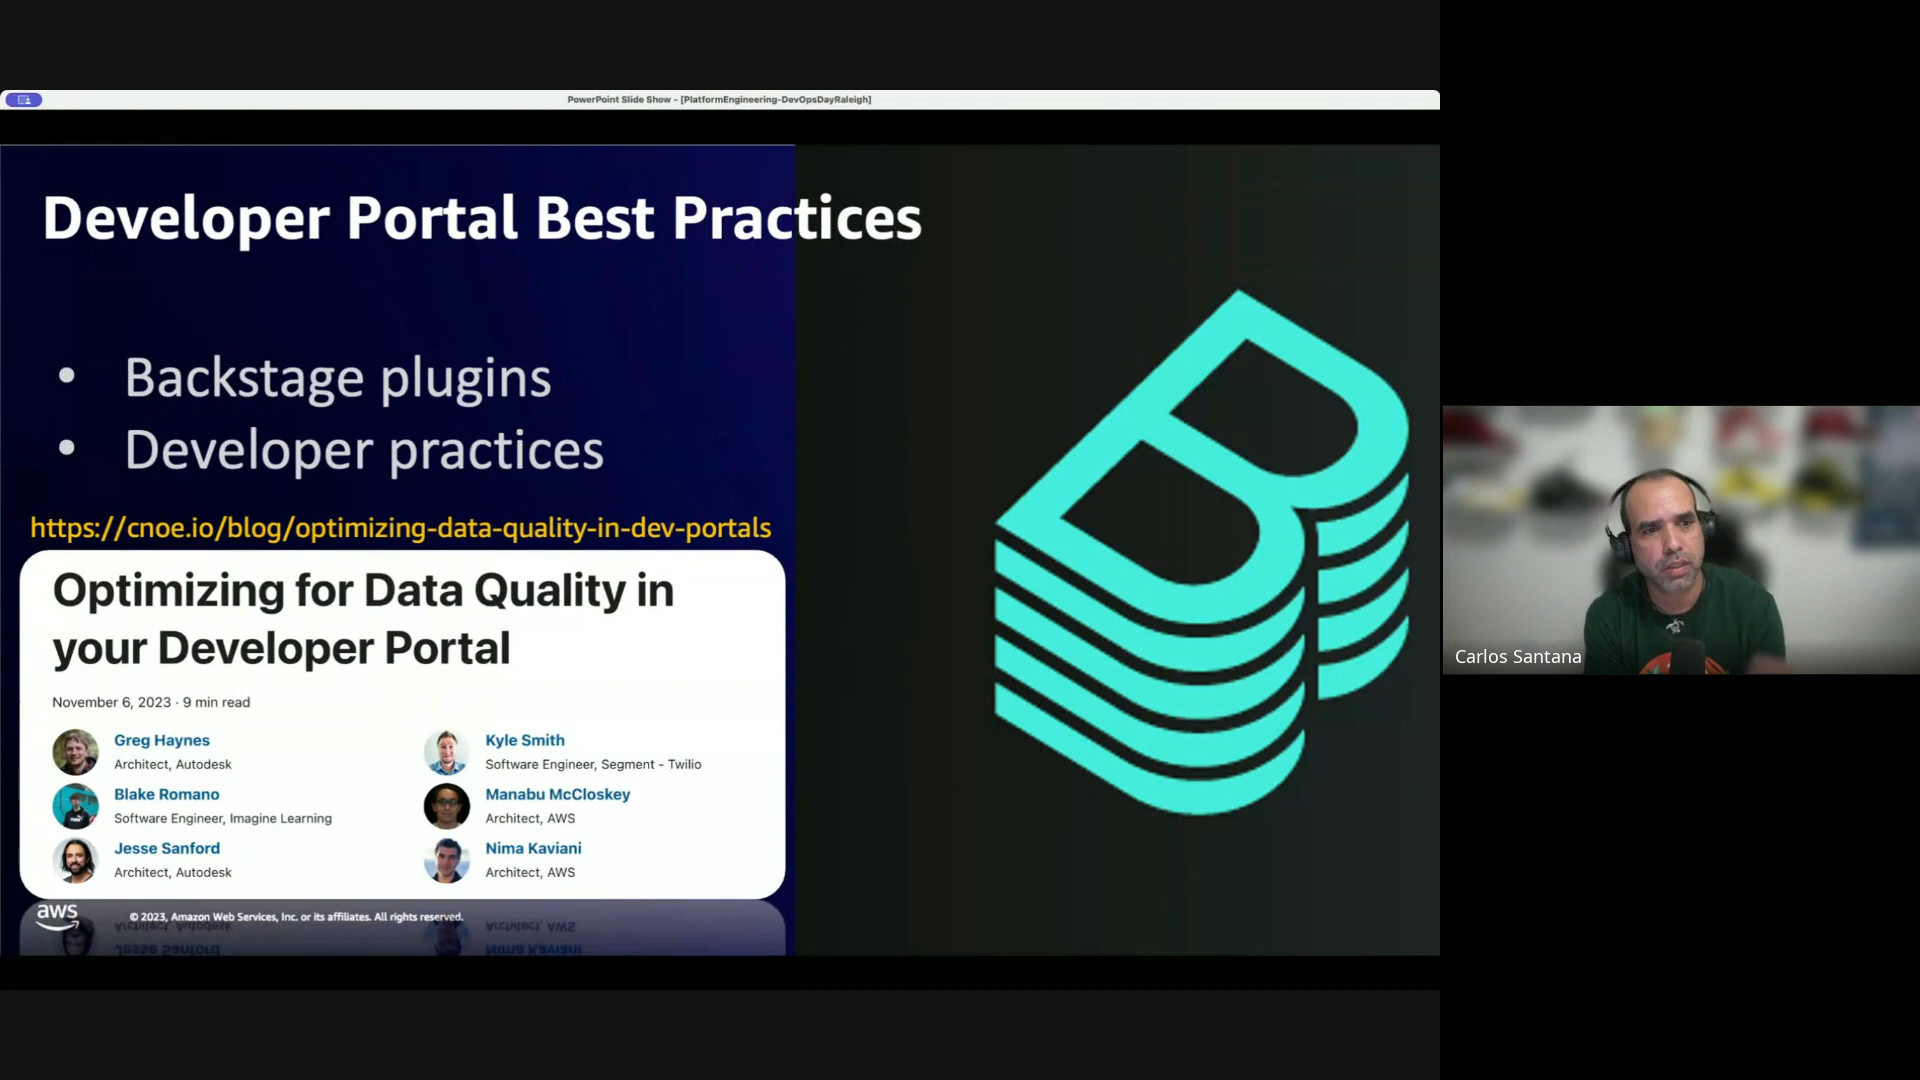 PowerPoint Slide Show - [PlatformEngineering-DevOpsDayRaleigh]
Developer Portal Best Practices
• Backstage plugins
• Developer practices
https://cnoe.io/blog/optimizing-data-quality-in-dev-portals
Optimizing for Data Quality in
your Developer Portal
November 6, 2023 · 9 min read
Greg Haynes
Architect, Autodesk
Kyle Smith
Software Engineer, Segment - Twilio
Blake Romano
Software Engineer, Imagine Learning
Manabu McCloskey
Architect, AWS
Jesse Sanford
Architect, Autodesk
Nima Kaviani
Architect, AWS
aws
© 2023, Amazon Web Services, Inc. or its affiliates. All rights reserved.
Carlos Santana